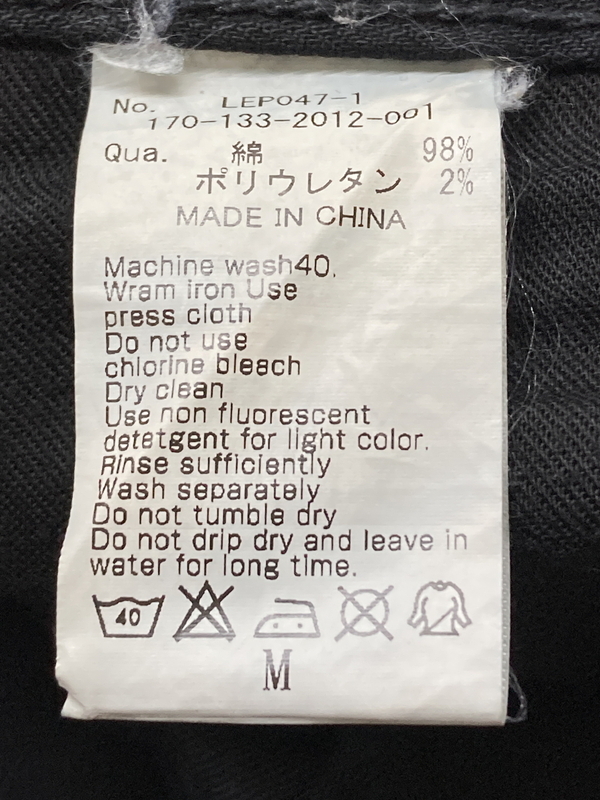 No. LEP047-1
170-133-2012-001
Qua. 綿 98%
ポリウレタン 2%
MADE IN CHINA
Machine wash40.
Wram iron Use
press cloth
Do not use
chlorine bleach
Dry clean
Use non fluorescent
detetgent for light color.
Rinse sufficiently
Wash separately
Do not tumble dry
Do not drip dry and leave in
water for long time.
40
M